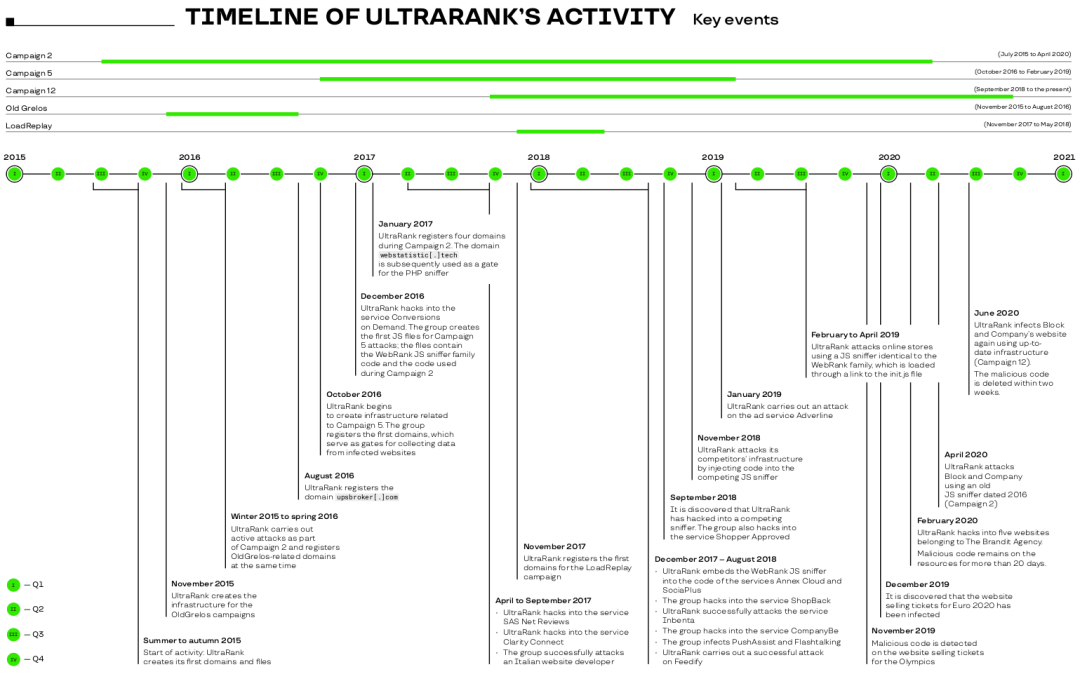 TIMELINE OF ULTRARANK'S ACTIVITY Key events
Campaign 2 (July 2015 to April 2020)
Campaign 5 (October 2016 to February 2019)
Campaign 12 (September 2018 to the present)
Old Grelos (November 2015 to August 2016)
LoadReplay (November 2017 to May 2018)
2015 2016 2017 2018 2019 2020 2021
I II III IV I II III IV I II III IV I II III IV I II III IV I II III IV I
January 2017
UltraRank registers four domains
during Campaign 2. The domain
webstatistic[.]tech
is subsequently used as a gate
for the PHP sniffer
December 2016
UltraRank hacks into the
service Conversions
on Demand. The group creates
the first JS files for Campaign
5 attacks; the files contain
the WebRank JS sniffer family
code and the code used
during Campaign 2
October 2016
UltraRank begins
to create infrastructure related
to Campaign 5. The group
registers the first domains, which
serve as gates for collecting data
from infected websites
August 2016
UltraRank registers the
domain upsbroker[.]com
Winter 2015 to spring 2016
UltraRank carries out
active attacks as part
of Campaign 2 and registers
OldGrelos-related domains
at the same time
November 2015
UltraRank creates the
infrastructure for the
OldGrelos campaigns
Summer to autumn 2015
Start of activity: UltraRank
creates its first domains and files
I — Q1
II — Q2
III — Q3
IV — Q4
November 2017
UltraRank registers the first
domains for the LoadReplay
campaign
April to September 2017
· UltraRank hacks into the service
SAS Net Reviews
· UltraRank hacks into the service
Clarity Connect
· The group successfully attacks
an Italian website developer
February to April 2019
UltraRank attacks online stores
using a JS sniffer identical to the
WebRank family, which is loaded
through a link to the init.js file
January 2019
UltraRank carries out an attack
on the ad service Adverline
November 2018
UltraRank attacks its
competitors' infrastructure
by injecting code into the
competing JS sniffer
September 2018
It is discovered that UltraRank
has hacked into a competing
sniffer. The group also hacks into
the service Shopper Approved
December 2017 – August 2018
· UltraRank embeds the WebRank JS sniffer
into the code of the services Annex Cloud and
SociaPlus
· The group hacks into the service ShopBack
· UltraRank successfully attacks the service
Inbenta
· The group hacks into the service CompanyBe
· The group infects PushAssist and Flashtalking
· UltraRank carries out a successful attack
on Feedify
June 2020
UltraRank infects Block
and Company's website
again using up-to-
date infrastructure
(Campaign 12).
The malicious code
is deleted within two
weeks.
April 2020
UltraRank attacks
Block and Company
using an old
JS sniffer dated 2016
(Campaign 2)
February 2020
UltraRank hacks into five websites
belonging to The Brandit Agency.
Malicious code remains on the
resources for more than 20 days.
December 2019
It is discovered that the website
selling tickets for Euro 2020 has
been infected
November 2019
Malicious code is detected
on the website selling tickets
for the Olympics